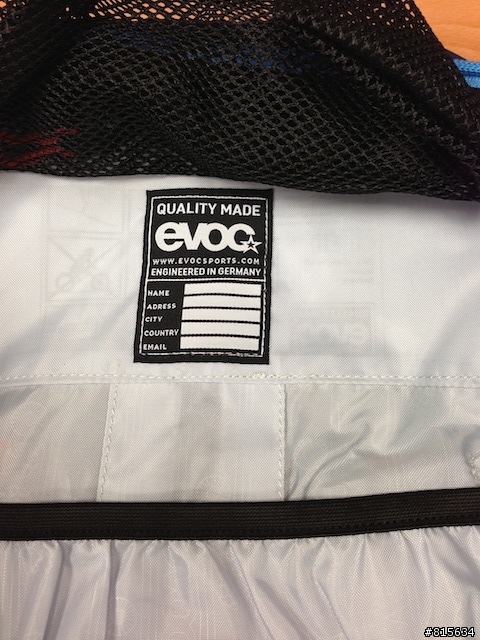 QUALITY MADE
evoc
WWW.EVOCSPORTS.COM
ENGINEERED IN GERMANY
NAME
ADRESS
CITY
COUNTRY
EMAIL
#815634